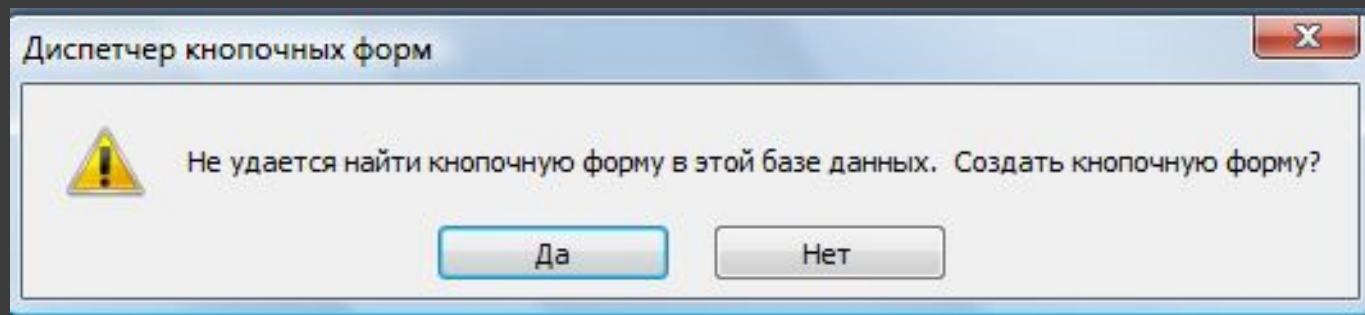 Диспетчер кнопочных форм
Не удается найти кнопочную форму в этой базе данных.  Создать кнопочную форму?
Да
Нет